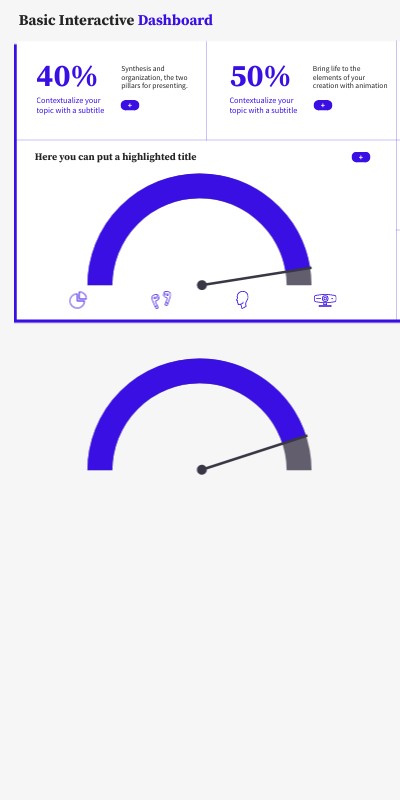 Basic Interactive Dashboard
40%
Synthesis and
organization, the two
pillars for presenting.
Contextualize your
topic with a subtitle
+
50%
Bring life to the
elements of your
creation with animation
Contextualize your
topic with a subtitle
+
Here you can put a highlighted title
+